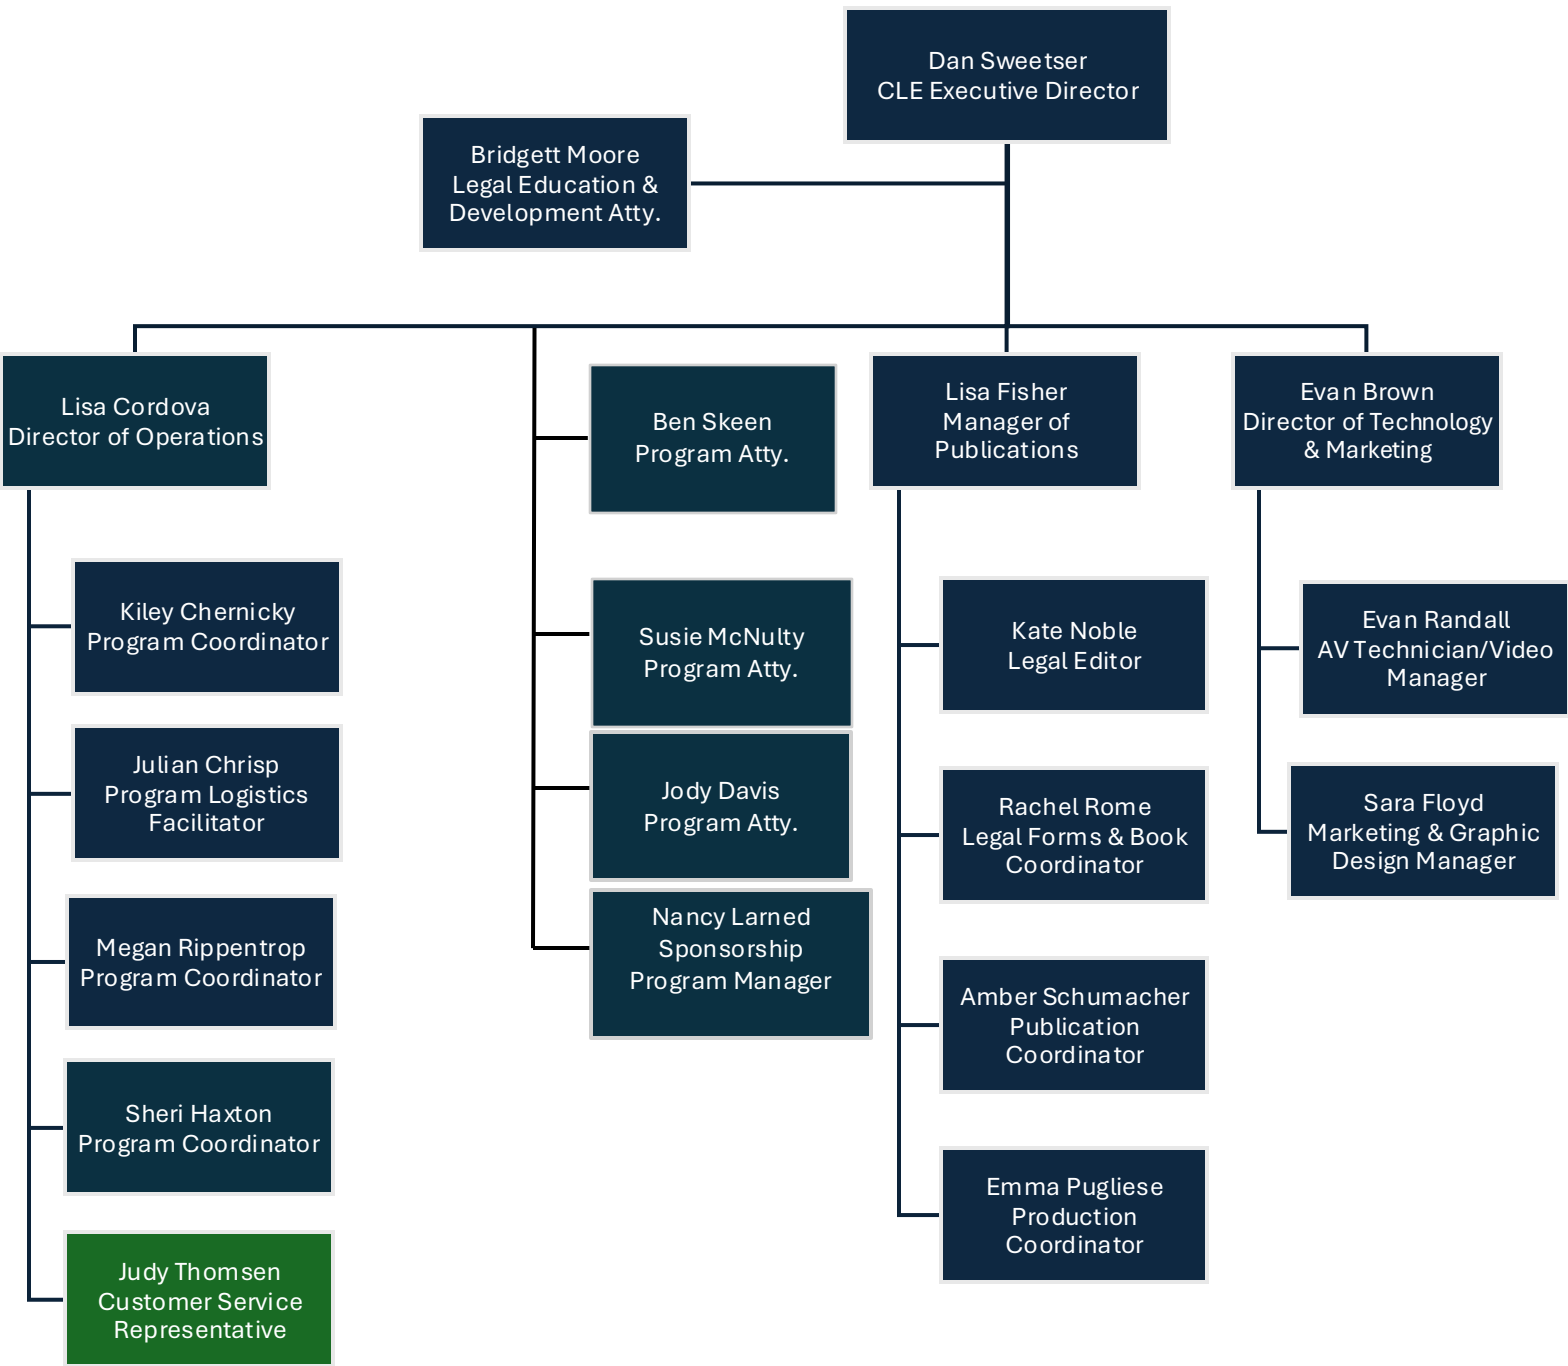 Dan Sweetser
CLE Executive Director
Bridgett Moore
Legal Education &
Development Atty.
Lisa Cordova
Director of Operations
Kiley Chernicky
Program Coordinator
Julian Chrisp
Program Logistics
Facilitator
Megan Rippentrop
Program Coordinator
Sheri Haxton
Program Coordinator
Judy Thomsen
Customer Service
Representative
Ben Skeen
Program Atty.
Susie McNulty
Program Atty.
Jody Davis
Program Atty.
Nancy Larned
Sponsorship
Program Manager
Lisa Fisher
Manager of
Publications
Kate Noble
Legal Editor
Rachel Rome
Legal Forms & Book
Coordinator
Amber Schumacher
Publication
Coordinator
Emma Pugliese
Production
Coordinator
Evan Brown
Director of Technology
& Marketing
Evan Randall
AV Technician/Video
Manager
Sara Floyd
Marketing & Graphic
Design Manager